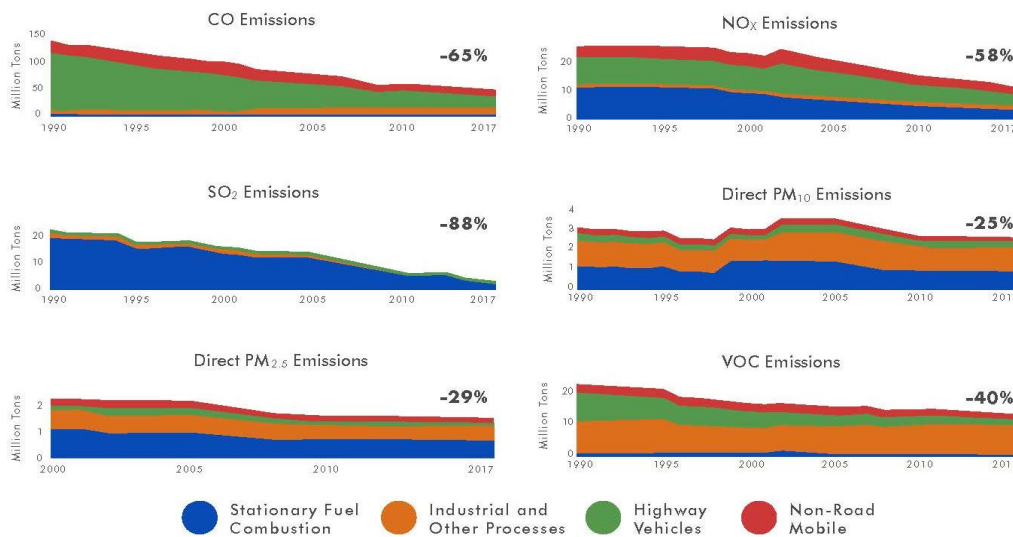 CO Emissions
Million Tons
150
100
50
0
-65%
1990 1995 2000 2005 2010 2017
NOX Emissions
Million Tons
20
10
0
-58%
1990 1995 2000 2005 2010 2017
SO2 Emissions
Million Tons
20
10
0
-88%
1990 1995 2000 2005 2010 2017
Direct PM10 Emissions
Million Tons
4
3
2
1
0
-25%
1990 1995 2000 2005 2010
Direct PM2.5 Emissions
Million Tons
2
1
0
-29%
2000 2005 2010 2017
VOC Emissions
Million Tons
20
10
0
-40%
1990 1995 2000 2005 2010
Stationary Fuel
Combustion
Industrial and
Other Processes
Highway
Vehicles
Non-Road
Mobile